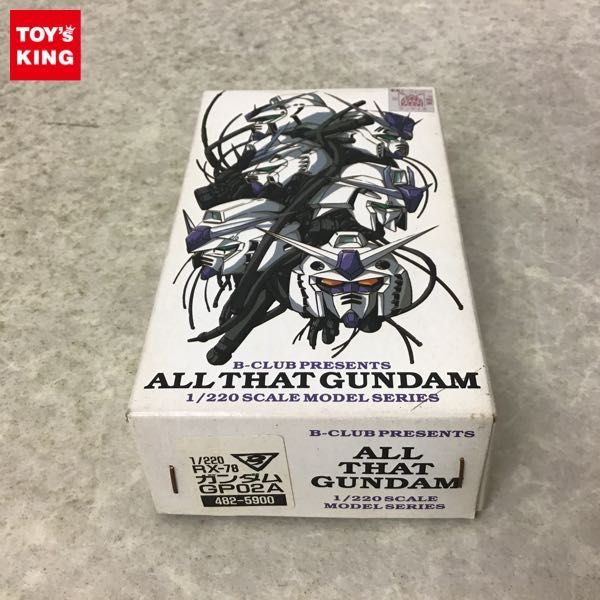 TOY'S
KING
B-CLUB PRESENTS
ALL THAT GUNDAM
1/220 SCALE MODEL SERIES
1/220
RX-78
ガンダム
GP02A
482-5900
B-CLUB PRESENTS
ALL
THAT
GUNDAM
1/220 SCALE
MODEL SERIES